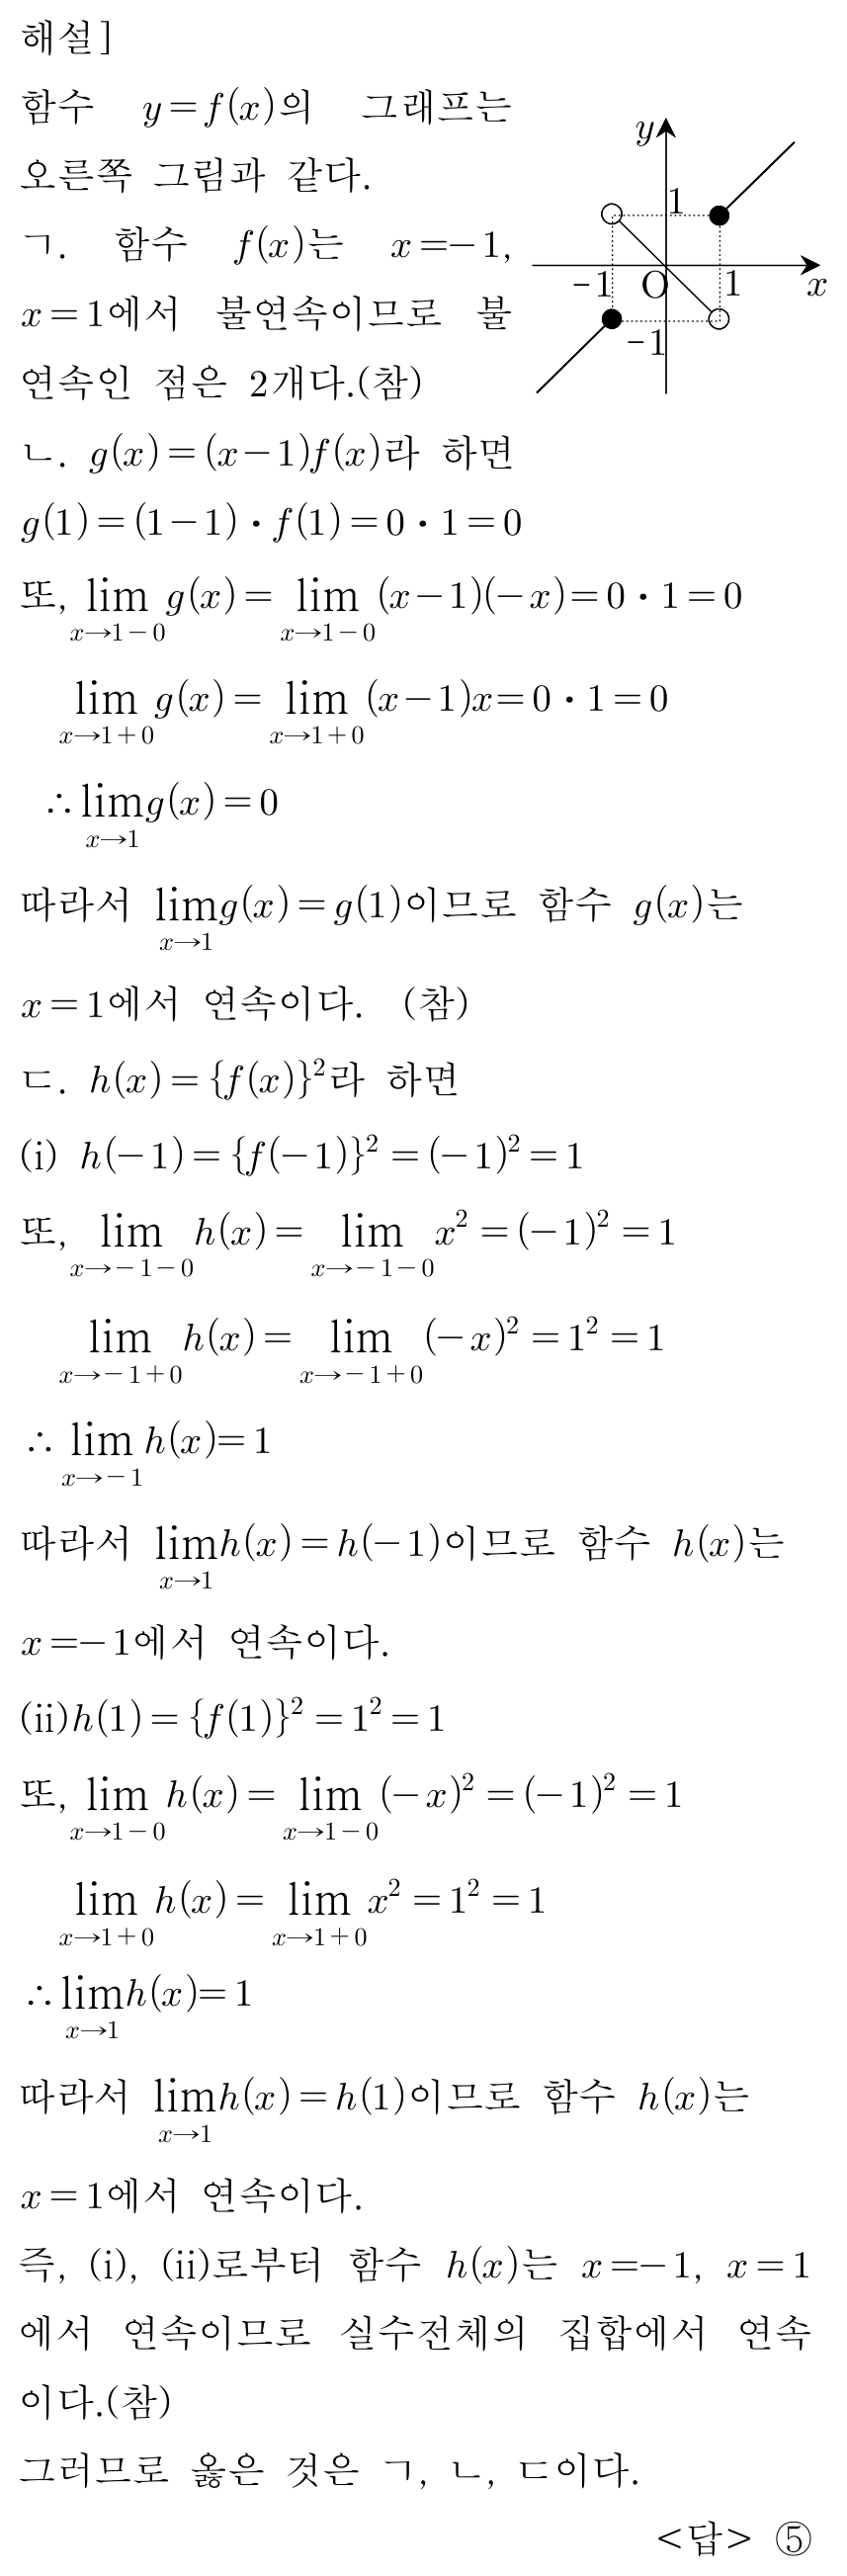 해설]
함수 y=f(x)의 그래프는
오른쪽 그림과 같다.
ㄱ. 함수 f(x)는 x=-1,
x=1에서 불연속이므로 불
연속인 점은 2개다.(참)
y
1
-1
O
1
x
-1
ㄴ. g(x)=(x-1)f(x)라 하면
g(1)=(1-1)·f(1)=0·1=0
또, lim_{x→1-0} g(x)= lim_{x→1-0} (x-1)(-x)=0·1=0
lim_{x→1+0} g(x)= lim_{x→1+0} (x-1)x=0·1=0
∴ lim_{x→1} g(x)=0
따라서 lim_{x→1} g(x)=g(1)이므로 함수 g(x)는
x=1에서 연속이다. (참)
ㄷ. h(x)={f(x)}²라 하면
(i) h(-1)={f(-1)}²=(-1)²=1
또, lim_{x→-1-0} h(x)= lim_{x→-1-0} x²=(-1)²=1
lim_{x→-1+0} h(x)= lim_{x→-1+0} (-x)²=1²=1
∴ lim_{x→-1} h(x)=1
따라서 lim_{x→1} h(x)=h(-1)이므로 함수 h(x)는
x=-1에서 연속이다.
(ii)h(1)={f(1)}²=1²=1
또, lim_{x→1-0} h(x)= lim_{x→1-0} (-x)²=(-1)²=1
lim_{x→1+0} h(x)= lim_{x→1+0} x²=1²=1
∴ lim_{x→1} h(x)=1
따라서 lim_{x→1} h(x)=h(1)이므로 함수 h(x)는
x=1에서 연속이다.
즉, (i), (ii)로부터 함수 h(x)는 x=-1, x=1
에서 연속이므로 실수전체의 집합에서 연속
이다.(참)
그러므로 옳은 것은 ㄱ, ㄴ, ㄷ이다.
<답> ⑤